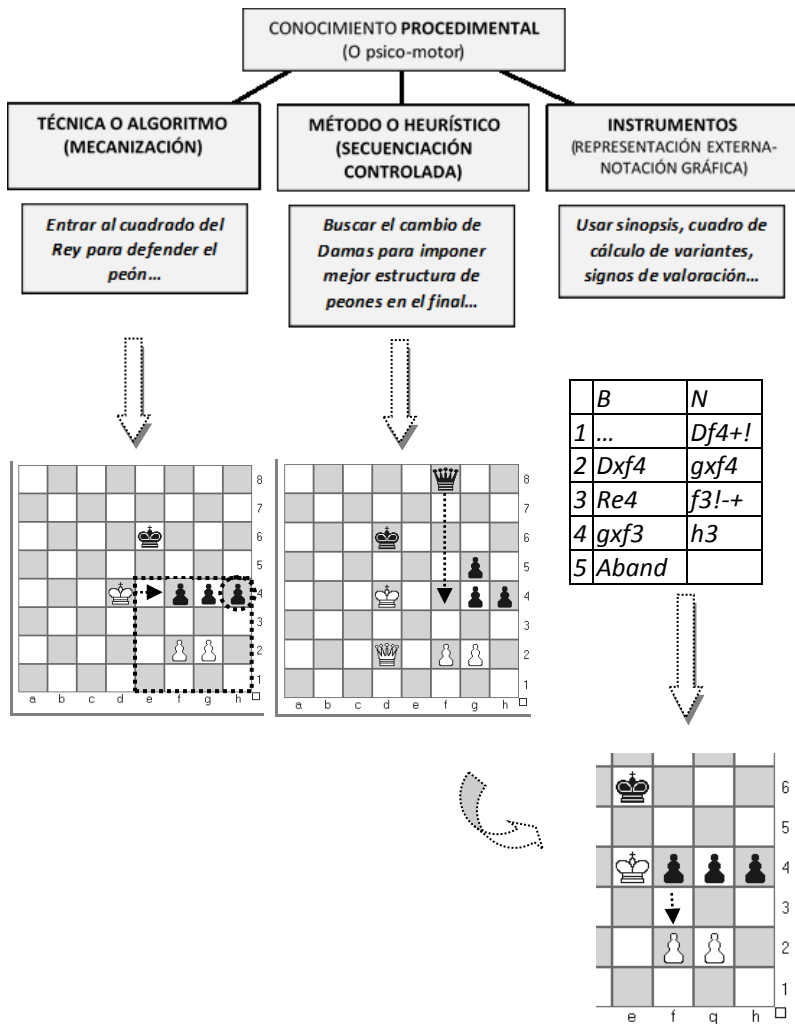 CONOCIMIENTO PROCEDIMENTAL
(O psico-motor)
TÉCNICA O ALGORITMO
(MECANIZACIÓN)
MÉTODO O HEURÍSTICO
(SECUENCIACIÓN
CONTROLADA)
INSTRUMENTOS
(REPRESENTACIÓN EXTERNA-
NOTACIÓN GRÁFICA)
Entrar al cuadrado del
Rey para defender el
peón...
Buscar el cambio de
Damas para imponer
mejor estructura de
peones en el final...
Usar sinopsis, cuadro de
cálculo de variantes,
signos de valoración...
B N
1 ... Df4+!
2 Dxf4 gxf4
3 Re4 f3!-+
4 gxf3 h3
5 Aband
8
7
6
5
4
3
2
1
a b c d e f g h
8
7
6
5
4
3
2
1
a b c d e f g h
6
5
4
3
2
1
e f g h